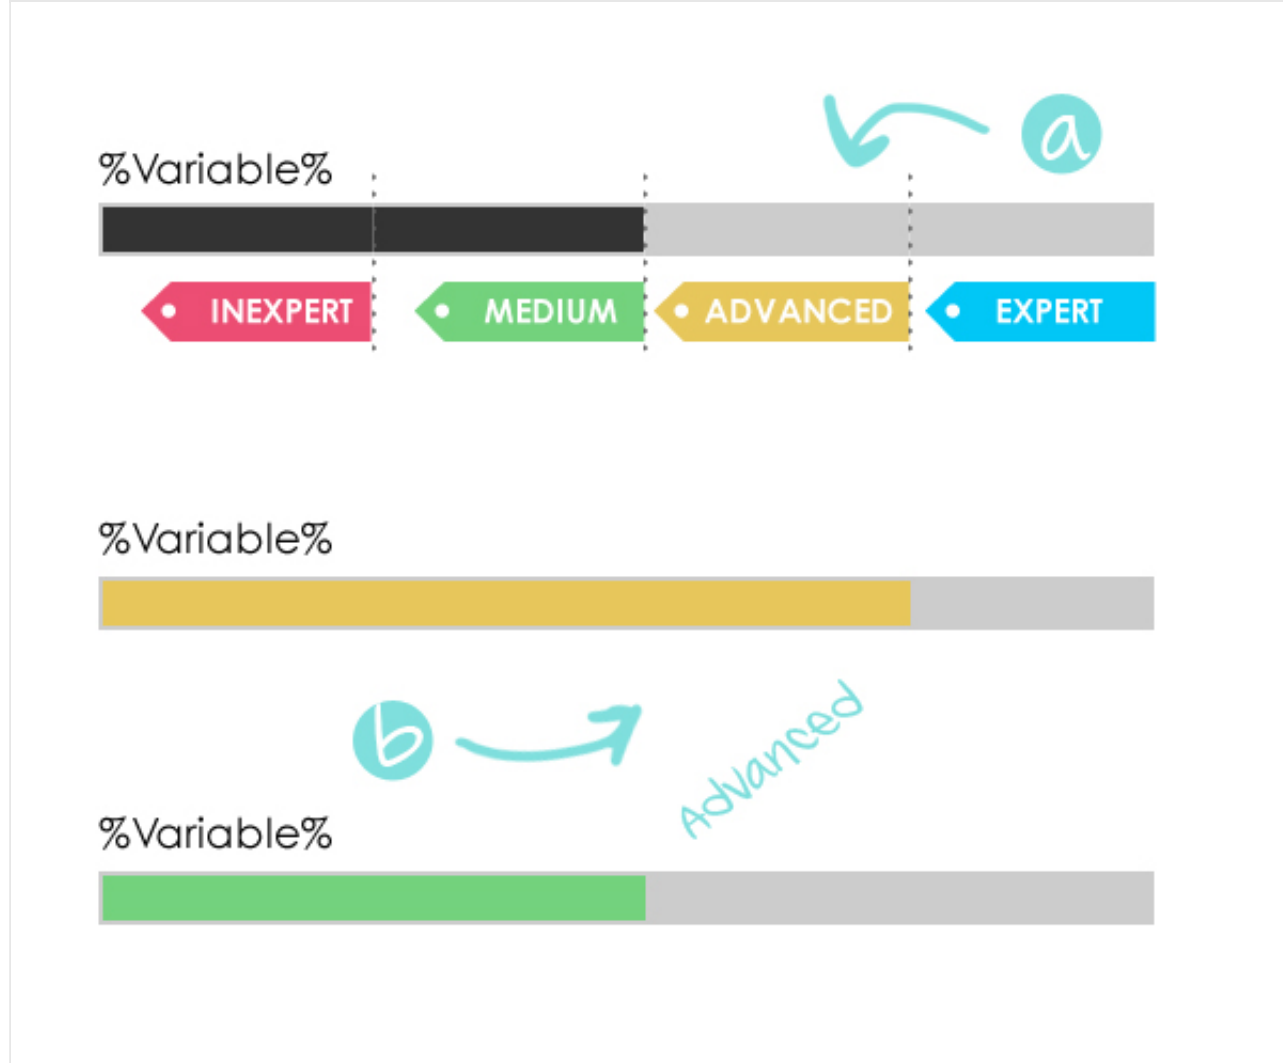 a
%Variable%
INEXPERT MEDIUM ADVANCED EXPERT
%Variable%
b
Advanced
%Variable%